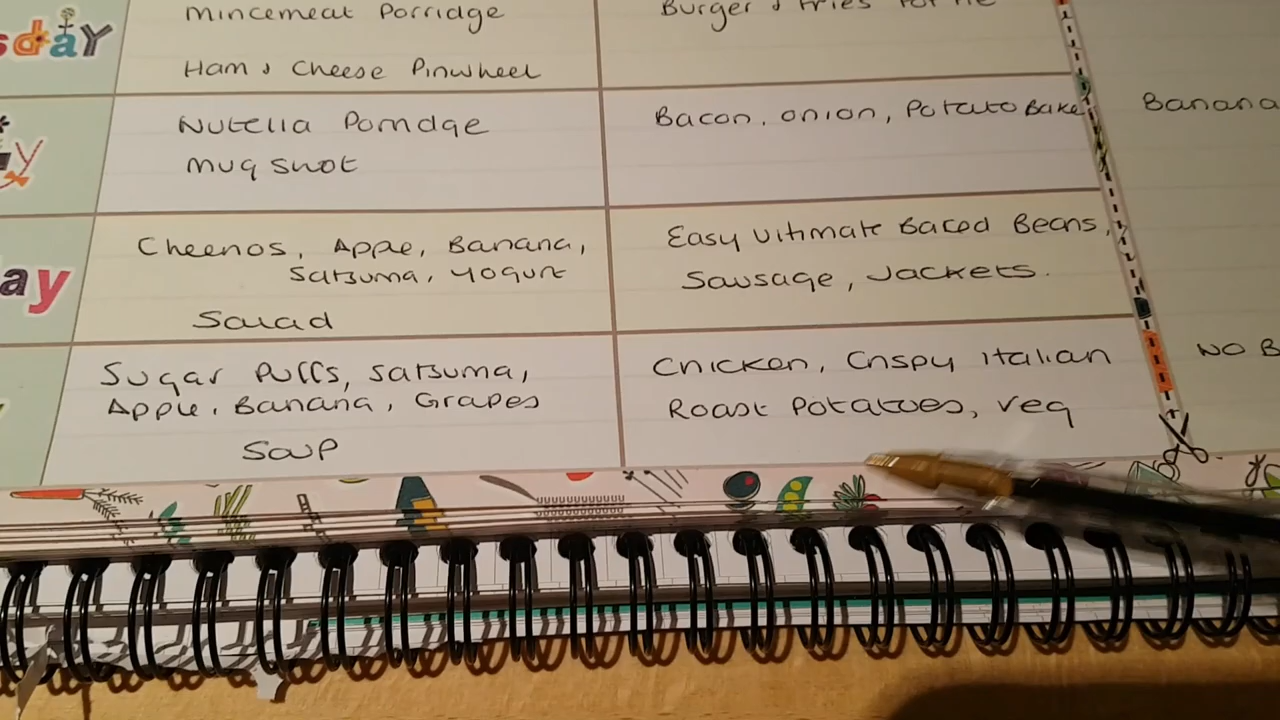 sday
Mincemeat Porridge
Ham & Cheese Pinwheel
Burger & Fries
y
Nutella Porridge
Mug Shot
Bacon, onion, Potato Bake
Banana
ay
Cheerios, Apple, Banana,
Satsuma, Yogurt
Salad
Easy Ultimate Baced Beans,
Sausage, Jackets.
Sugar Puffs, Satsuma,
Apple, Banana, Grapes
Soup
Chicken, Crispy Italian
Roast Potatoes, Veg
NO B